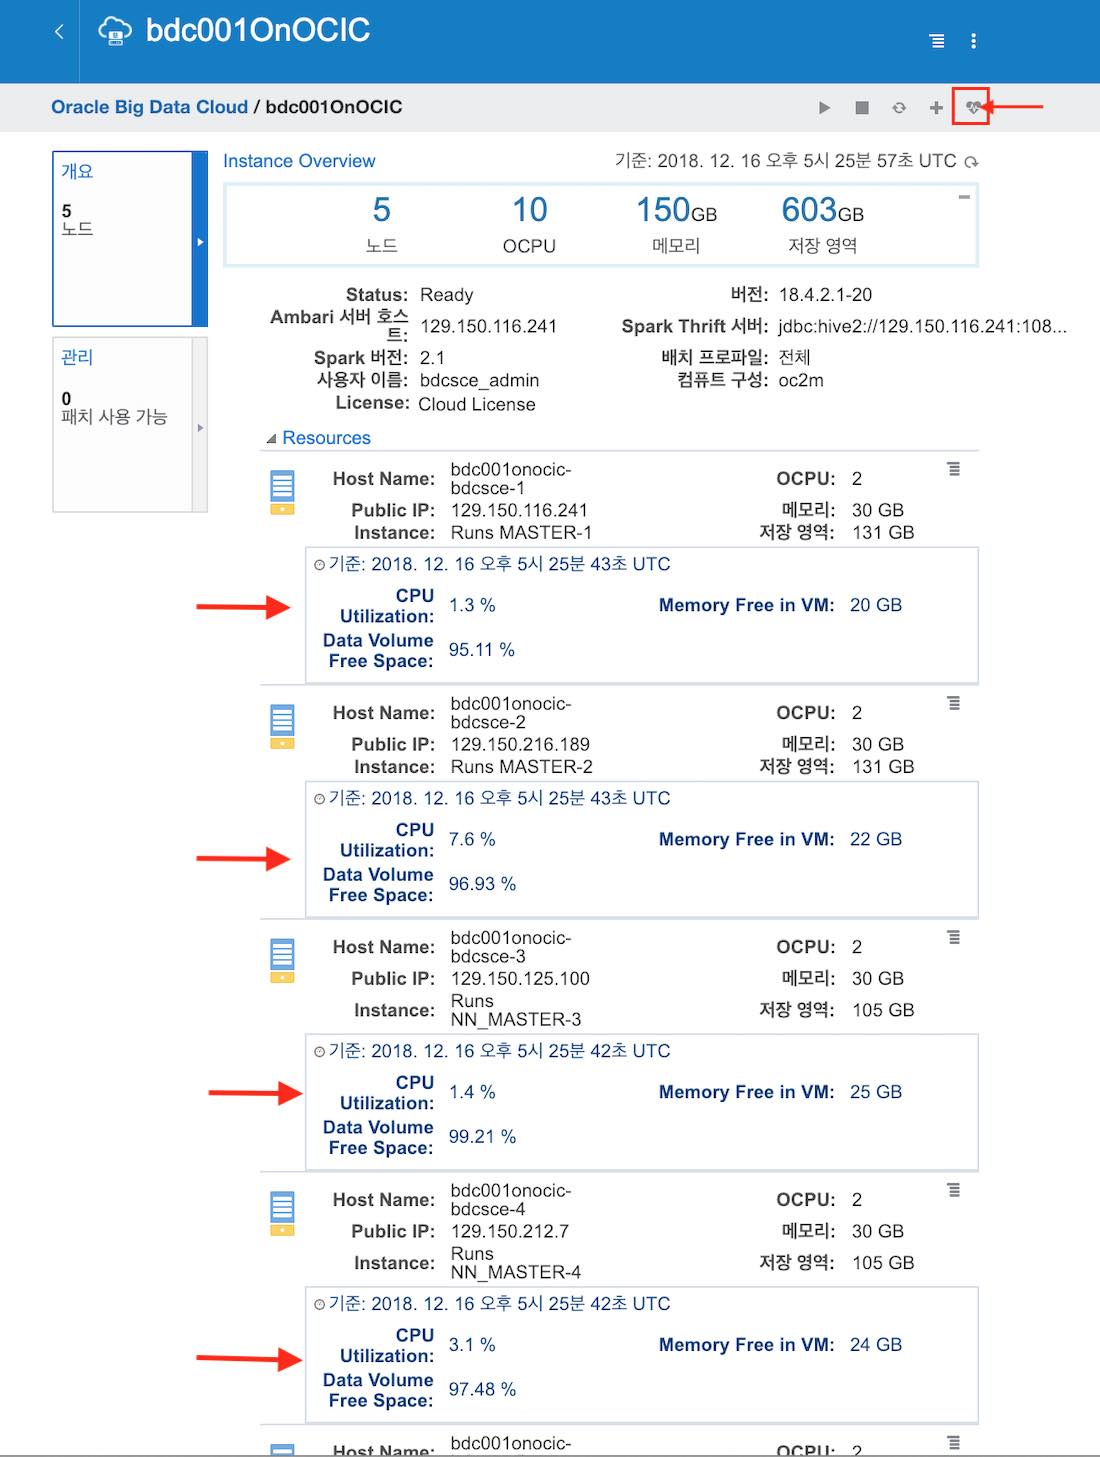 bdc001OnOCIC
Oracle Big Data Cloud / bdc001OnOCIC
개요
5
노드
관리
0
패치 사용 가능
Instance Overview
기준: 2018. 12. 16 오후 5시 25분 57초 UTC
5 10 150GB 603GB
노드 OCPU 메모리 저장 영역
Status: Ready
버전: 18.4.2.1-20
Ambari 서버 호스
트: 129.150.116.241
Spark Thrift 서버: jdbc:hive2://129.150.116.241:108...
Spark 버전: 2.1
배치 프로파일: 전체
사용자 이름: bdcsce_admin
컴퓨트 구성: oc2m
License: Cloud License
Resources
Host Name: bdc001onocic-
bdcsce-1
OCPU: 2
Public IP: 129.150.116.241
메모리: 30 GB
Instance: Runs MASTER-1
저장 영역: 131 GB
기준: 2018. 12. 16 오후 5시 25분 43초 UTC
CPU
Utilization: 1.3 %
Memory Free in VM: 20 GB
Data Volume
Free Space: 95.11 %
Host Name: bdc001onocic-
bdcsce-2
OCPU: 2
Public IP: 129.150.216.189
메모리: 30 GB
Instance: Runs MASTER-2
저장 영역: 131 GB
기준: 2018. 12. 16 오후 5시 25분 43초 UTC
CPU
Utilization: 7.6 %
Memory Free in VM: 22 GB
Data Volume
Free Space: 96.93 %
Host Name: bdc001onocic-
bdcsce-3
OCPU: 2
Public IP: 129.150.125.100
메모리: 30 GB
Instance: Runs
NN_MASTER-3
저장 영역: 105 GB
기준: 2018. 12. 16 오후 5시 25분 42초 UTC
CPU
Utilization: 1.4 %
Memory Free in VM: 25 GB
Data Volume
Free Space: 99.21 %
Host Name: bdc001onocic-
bdcsce-4
OCPU: 2
Public IP: 129.150.212.7
메모리: 30 GB
Instance: Runs
NN_MASTER-4
저장 영역: 105 GB
기준: 2018. 12. 16 오후 5시 25분 42초 UTC
CPU
Utilization: 3.1 %
Memory Free in VM: 24 GB
Data Volume
Free Space: 97.48 %
Host Name: bdc001onocic-
OCPU: 2